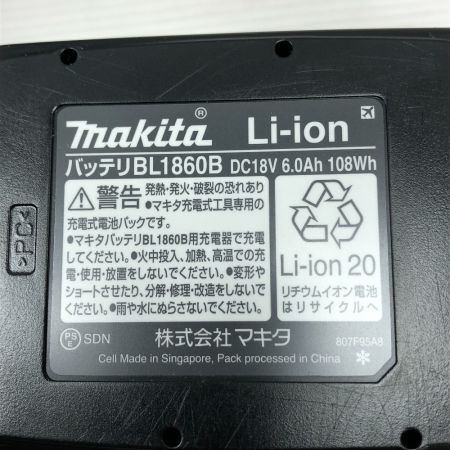 makita® Li-ion
バッテリBL1860B DC18V 6.0Ah 108Wh
警告 発熱・発火・破裂の恐れあり
●マキタ充電式工具専用の
充電式電池パックです。
●マキタバッテリBL1860B用充電器で充電
してください。●火中投入、加熱、高温での充
電・使用・放置をしないでください。●変形や
ショートさせたり、分解・修理・改造をしないで
ください。●雨や水にぬらさないでください。
Li-ion 20
リチウムイオン電池
はリサイクルへ
>PC<
PS
E
SDN
株式会社マキタ
Cell Made in Singapore, Pack processed in China
807F95A8